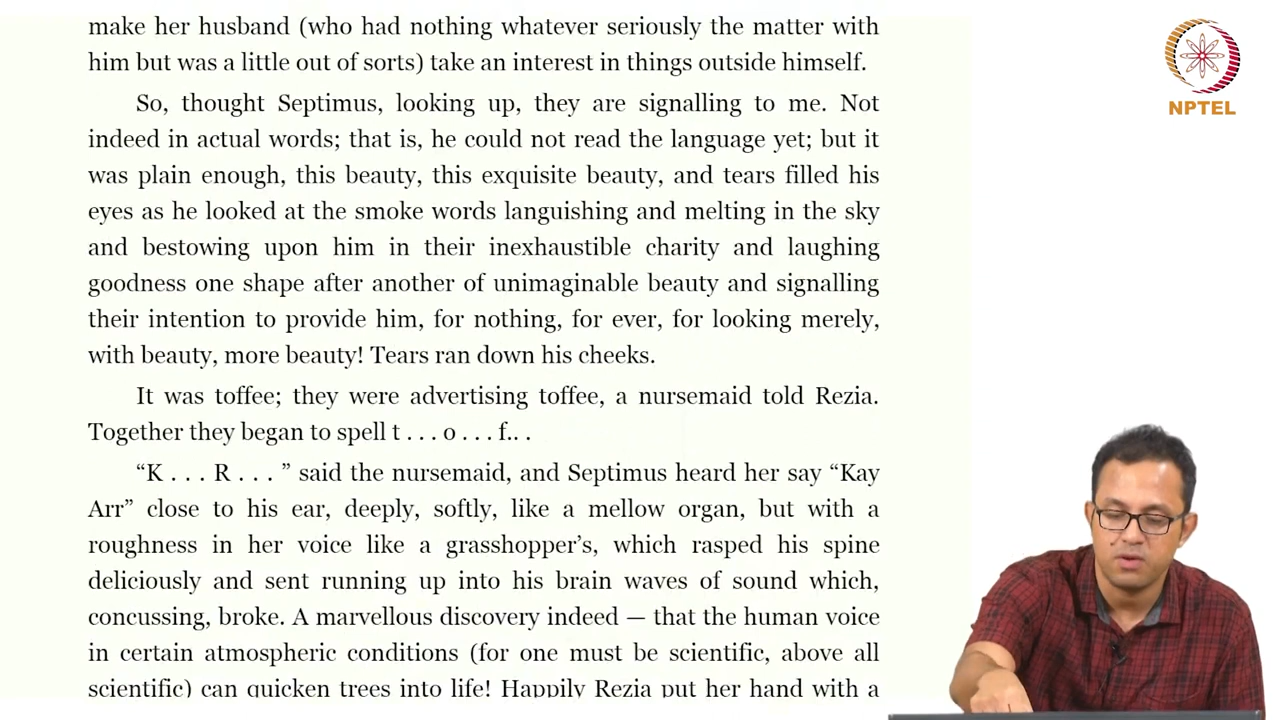 make her husband (who had nothing whatever seriously the matter with
him but was a little out of sorts) take an interest in things outside himself.
So, thought Septimus, looking up, they are signalling to me. Not
indeed in actual words; that is, he could not read the language yet; but it
was plain enough, this beauty, this exquisite beauty, and tears filled his
eyes as he looked at the smoke words languishing and melting in the sky
and bestowing upon him in their inexhaustible charity and laughing
goodness one shape after another of unimaginable beauty and signalling
their intention to provide him, for nothing, for ever, for looking merely,
with beauty, more beauty! Tears ran down his cheeks.
It was toffee; they were advertising toffee, a nursemaid told Rezia.
Together they began to spell t . . . o . . . f.. .
“K . . . R . . . ” said the nursemaid, and Septimus heard her say “Kay
Arr” close to his ear, deeply, softly, like a mellow organ, but with a
roughness in her voice like a grasshopper’s, which rasped his spine
deliciously and sent running up into his brain waves of sound which,
concussing, broke. A marvellous discovery indeed — that the human voice
in certain atmospheric conditions (for one must be scientific, above all
scientific) can quicken trees into life! Happily Rezia put her hand with a
NPTEL